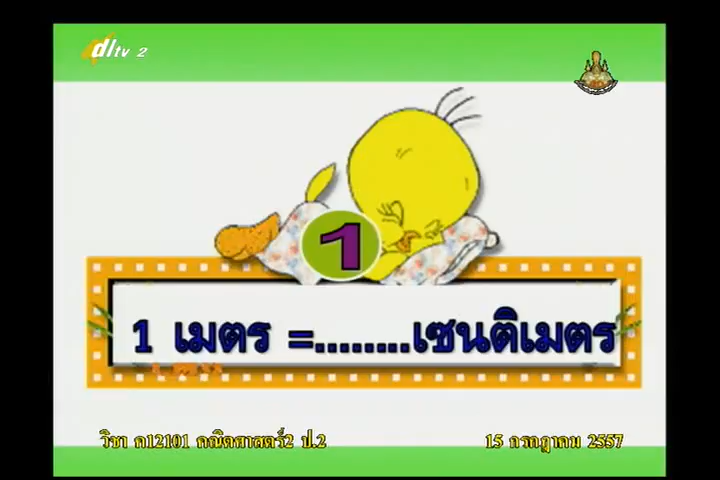 dltv 2
1
1 เมตร =........เซนติเมตร
วิชา ค12101 คณิตศาสตร์2 ป.2
15 กรกฎาคม 2557